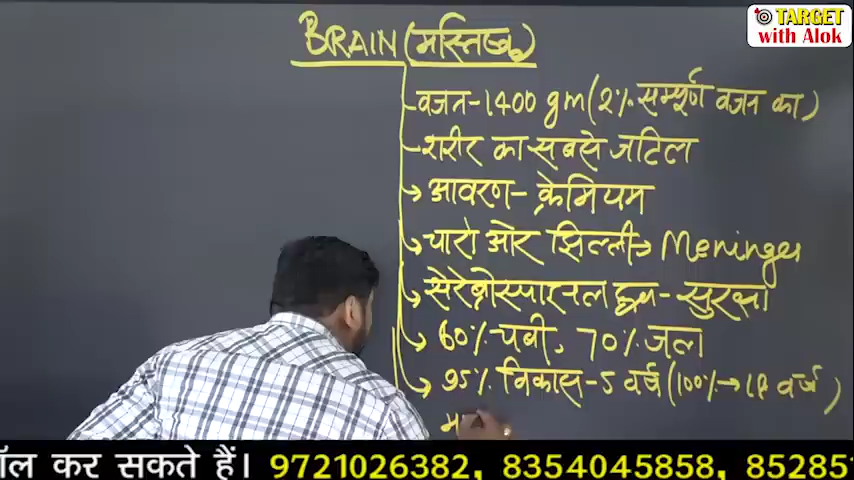 TARGET
with Alok
BRAIN (मस्तिष्क)
वजन-1400 gm (2% सम्पूर्ण वजन का)
शरीर का सबसे जटिल
आवरण- क्रेमियम
चारो ओर झिल्ली→ Meninges
सेरेब्रोस्पाइनल द्रव - सुरक्षा
60% चर्बी, 70% जल
95% विकास-5 वर्ष (100%→18 वर्ष)
ॉल कर सकते हैं। 9721026382, 8354045858, 85285